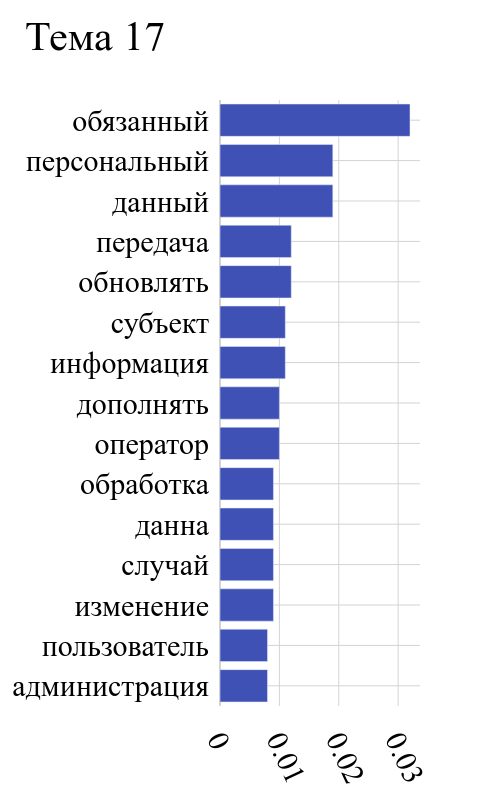 Тема 17
обязанный
персональный
данный
передача
обновлять
субъект
информация
дополнять
оператор
обработка
данна
случай
изменение
пользователь
администрация
0
0.01
0.02
0.03